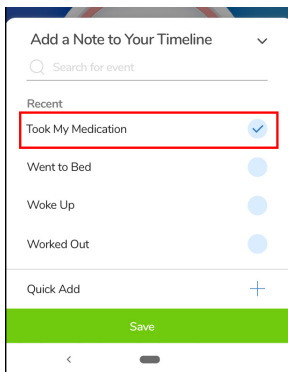 Add a Note to Your Timeline
Search for event
Recent
Took My Medication
Went to Bed
Woke Up
Worked Out
Quick Add
Save